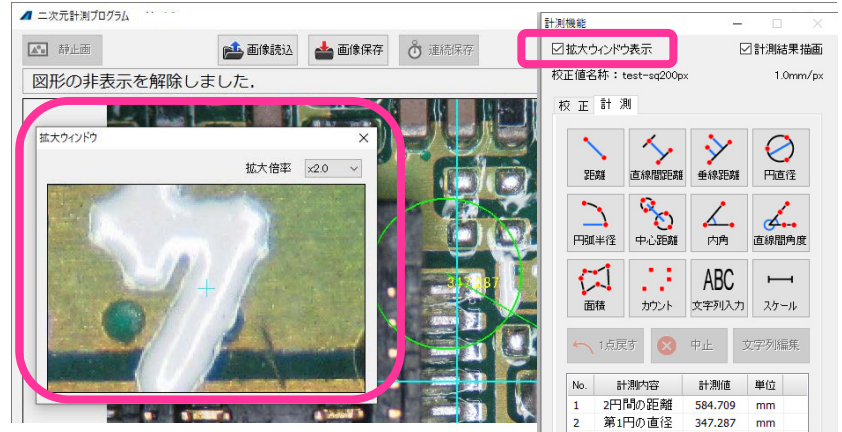 二次元計測プログラム
静止画
画像読込
画像保存
連続保存
図形の非表示を解除しました.
拡大ウィンドウ
拡大倍率 x2.0
347.287
計測機能
拡大ウィンドウ表示
計測結果描画
校正値名称：test-sq200px 1.0mm/px
校 正 計 測
距離 直線間距離 垂線距離 円直径
円弧半径 中心距離 内角 直線間角度
ABC
面積 カウント 文字列入力 スケール
1点戻す 中止 文字列編集
No. 計測内容 計測値 単位
1 2円間の距離 584.709 mm
2 第1円の直径 347.287 mm